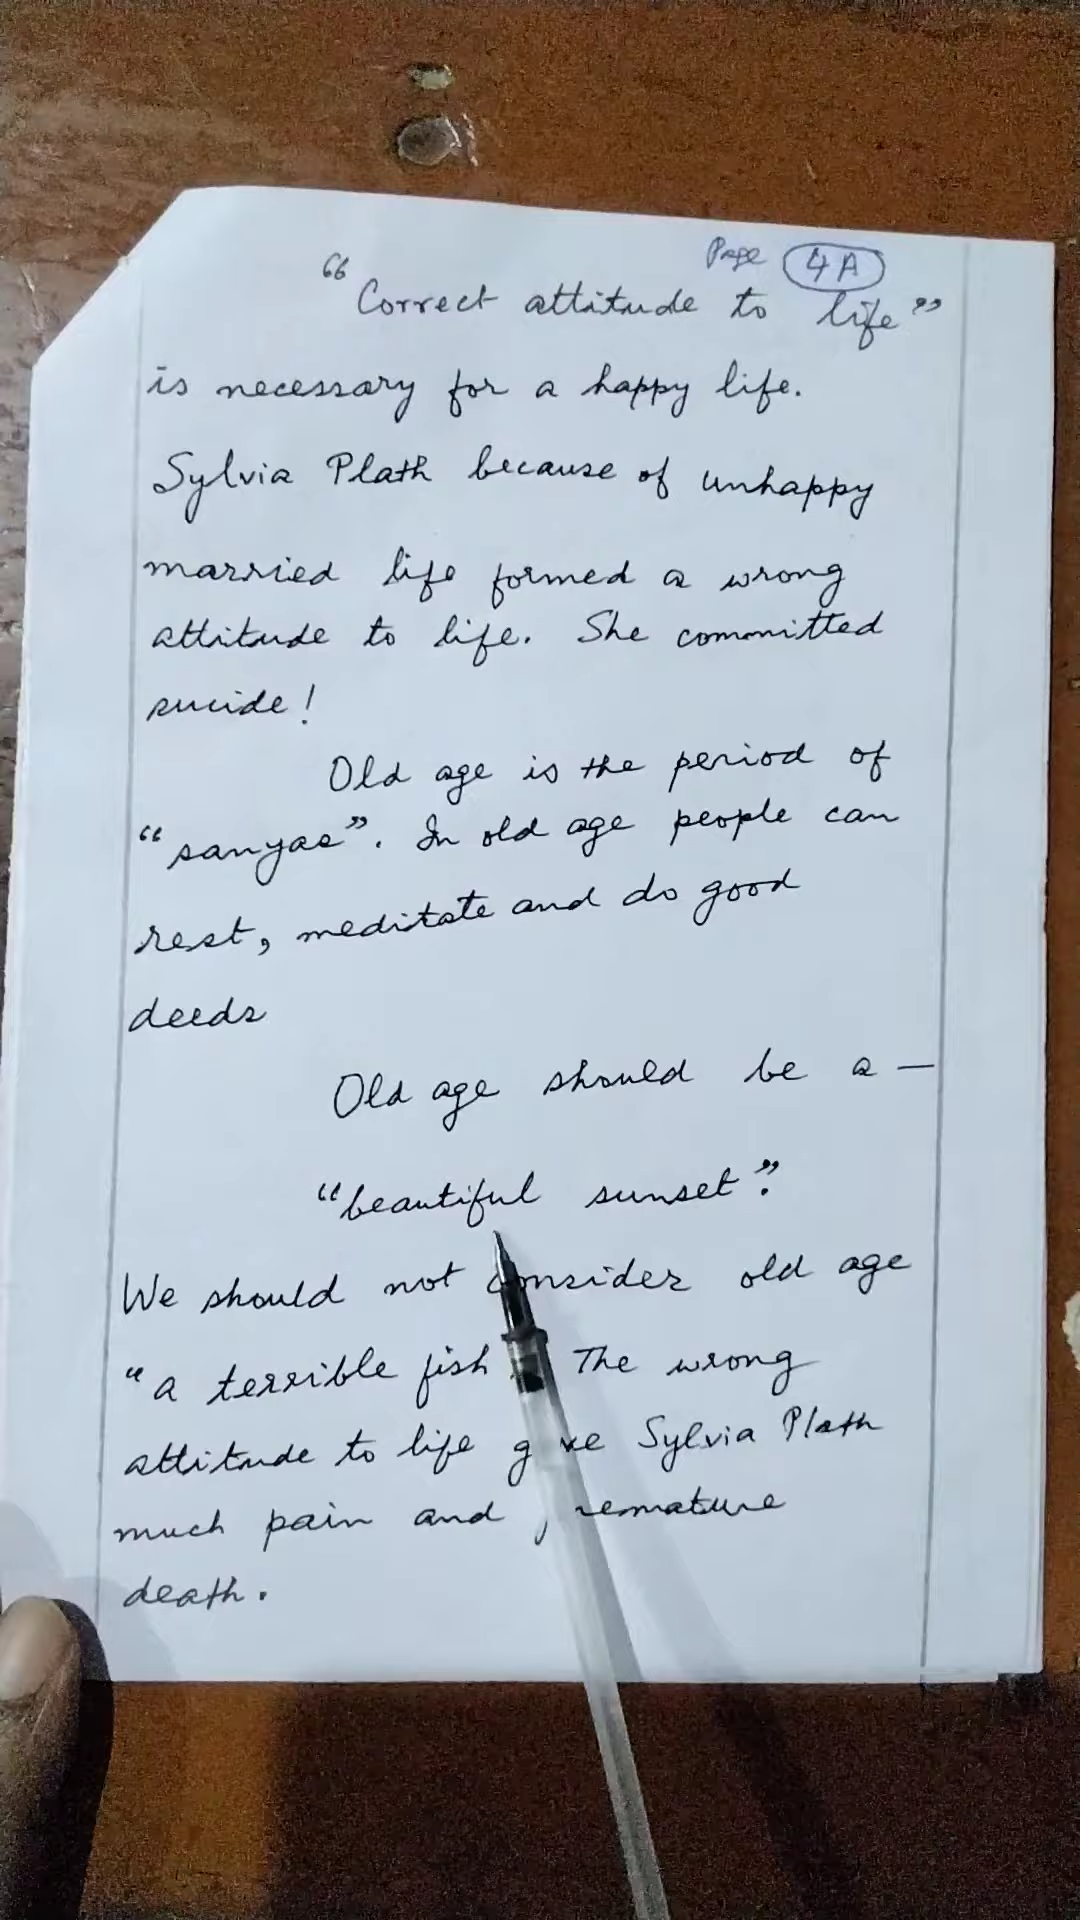 Page 4A
"Correct attitude to life"
is necessary for a happy life.
Sylvia Plath because of unhappy
married life formed a wrong
attitude to life. She committed
sucide!
Old age is the period of
"sanyas". In old age people can
rest, meditate and do good
deeds
Old age should be a —
"beautiful sunset".
We should not consider old age
"a terrible fish The wrong
attitude to life gave Sylvia Plath
much pain and premature
death.